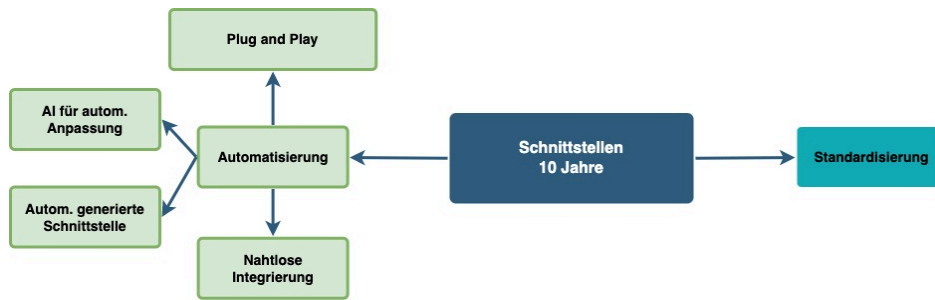 Plug and Play
AI für autom.
Anpassung
Automatisierung
Schnittstellen
10 Jahre
Standardisierung
Autom. generierte
Schnittstelle
Nahtlose
Integrierung